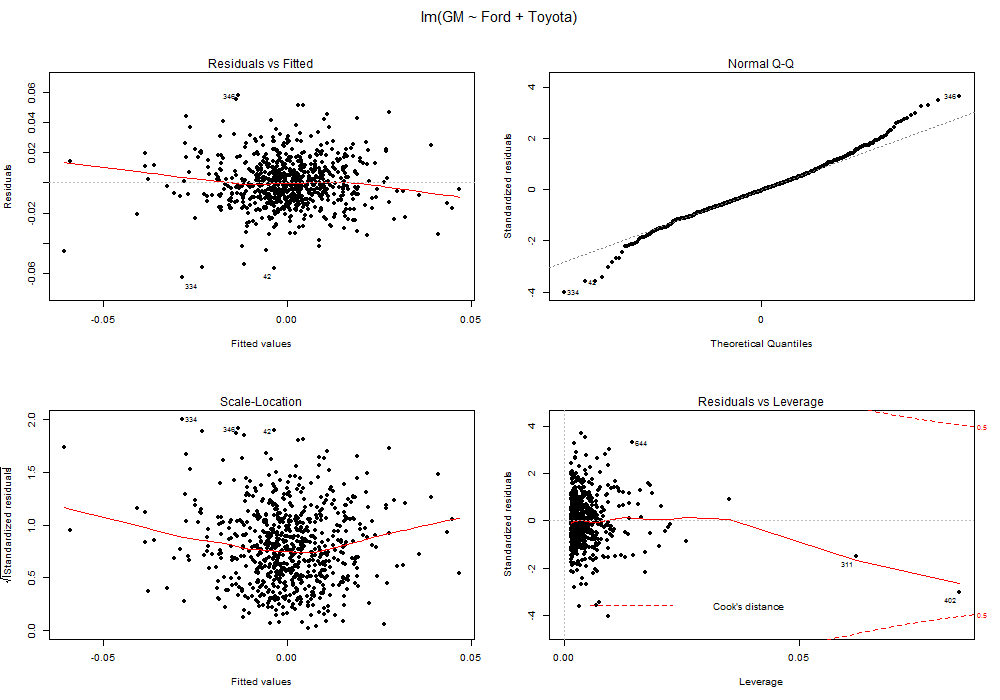 lm(GM ~ Ford + Toyota)
Residuals vs Fitted
Residuals
0.06
0.04
0.02
-0.02
-0.06
346
334
42
-0.05 0.00 0.05
Fitted values
Normal Q-Q
Standardized residuals
4
2
0
-2
-4
346
42
334
0
Theoretical Quantiles
Scale-Location
√|Standardized residuals|
2.0
1.5
1.0
0.5
0.0
334
346
42
-0.05 0.00 0.05
Fitted values
Residuals vs Leverage
Standardized residuals
4
2
0
-2
-4
644
311
402
0.5
0.5
Cook's distance
0.00 0.05
Leverage